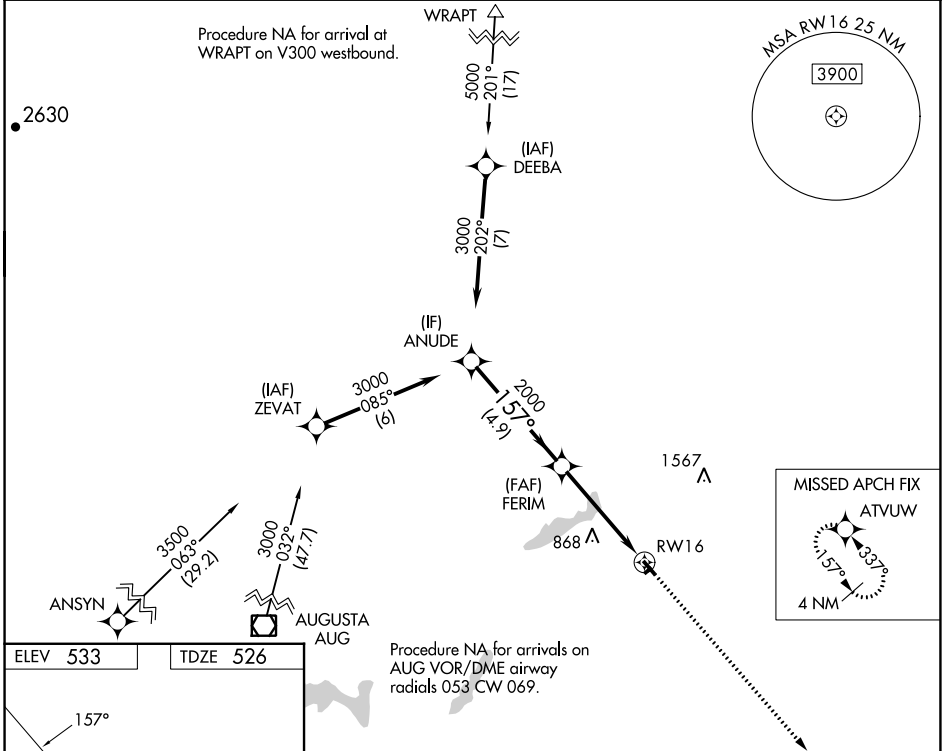 Procedure NA for arrival at
WRAPT on V300 westbound.
WRAPT
5000
201°
(17)
MSA RW16 25 NM
3900
2630
(IAF)
DEEBA
3000
202°
(7)
(IF)
ANUDE
(IAF)
ZEVAT
3000
085°
(6)
2000
157°
(4.9)
(FAF)
FERIM
1567
868
RW16
MISSED APCH FIX
ATVUW
157°
337°
4 NM
3500
063°
(29.2)
3000
032°
(47.7)
ANSYN
AUGUSTA
AUG
Procedure NA for arrivals on
AUG VOR/DME airway
radials 053 CW 069.
ELEV 533
TDZE 526
157°